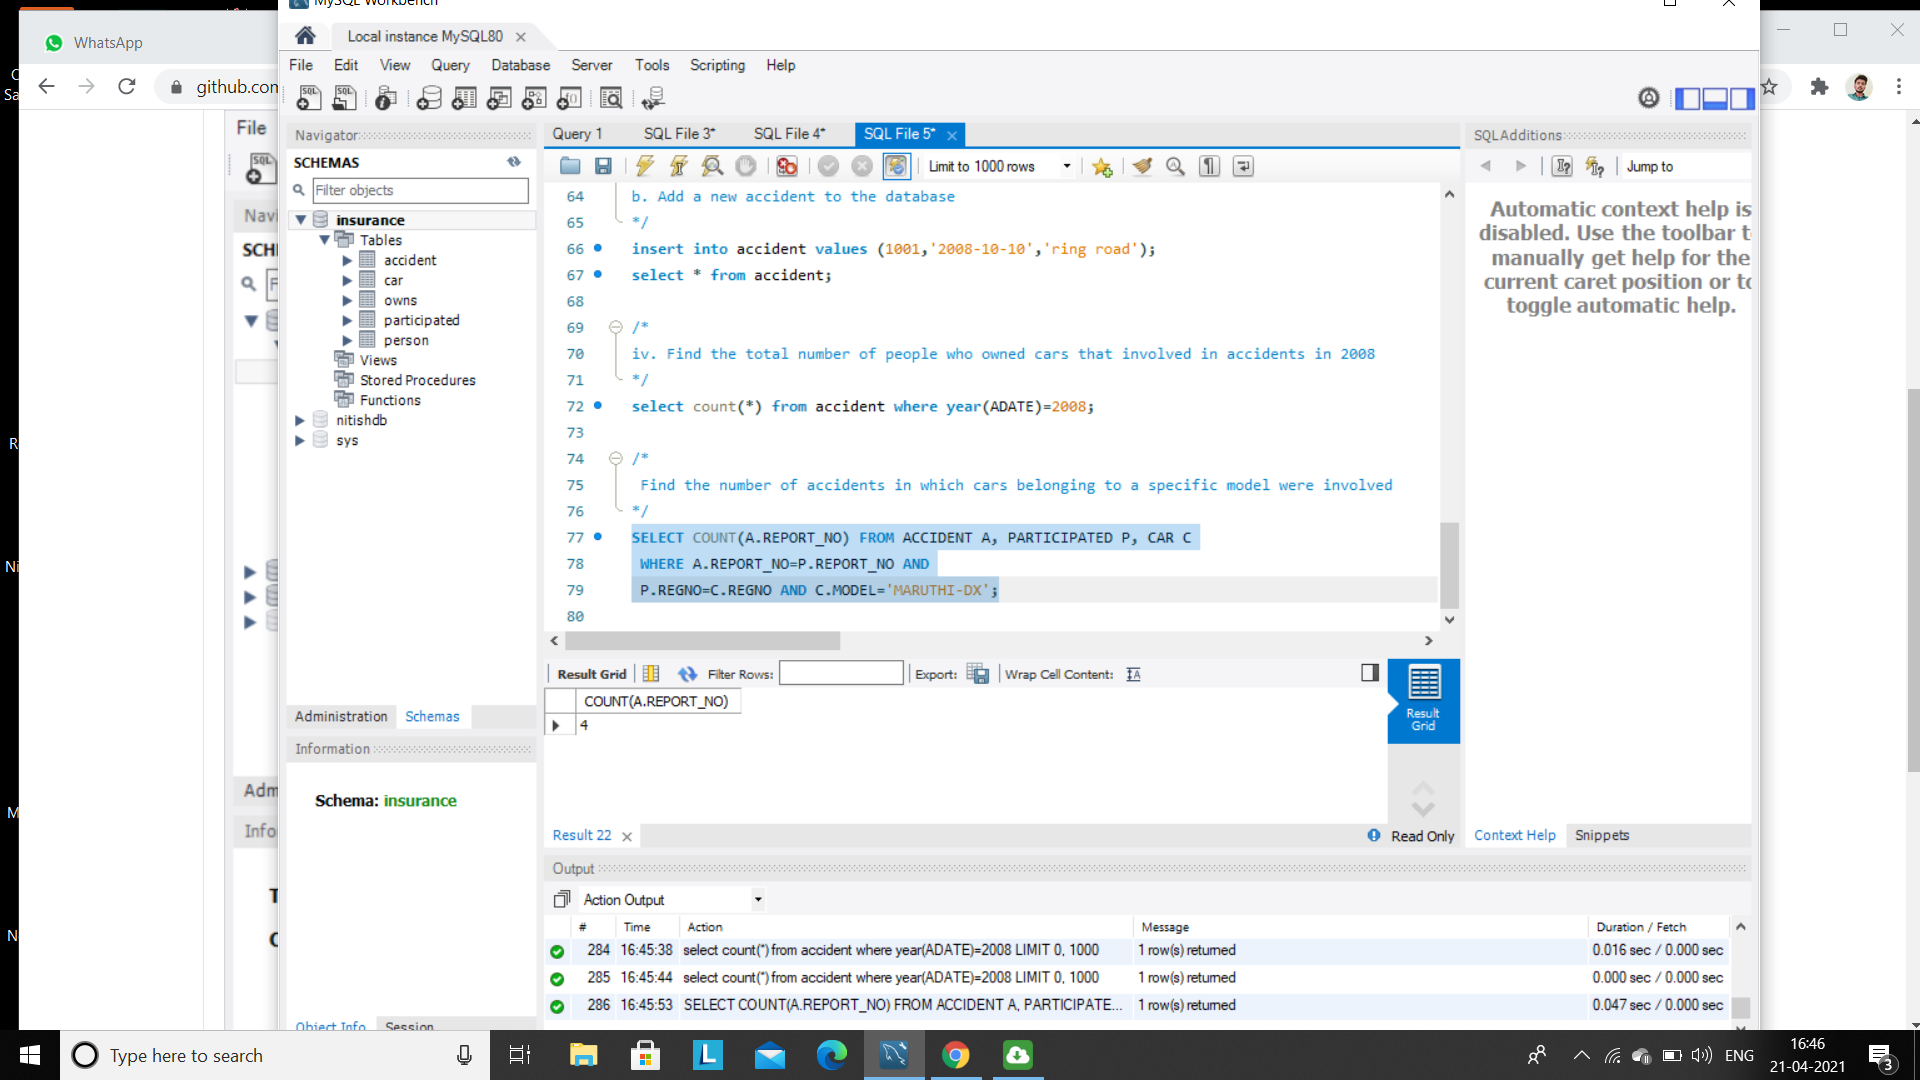 MySQL Workbench
WhatsApp
Local instance MySQL80
File Edit View Query Database Server Tools Scripting Help
github.com
File
Navigator
Query 1 SQL File 3* SQL File 4* SQL File 5*
SQLAdditions
SCHEMAS
Filter objects
Limit to 1000 rows
Jump to
insurance
Tables
accident
car
owns
participated
person
Views
Stored Procedures
Functions
nitishdb
sys
64 b. Add a new accident to the database
65 */
66 insert into accident values (1001,'2008-10-10','ring road');
67 select * from accident;
68
69 /*
70 iv. Find the total number of people who owned cars that involved in accidents in 2008
71 */
72 select count(*) from accident where year(ADATE)=2008;
73
74 /*
75 Find the number of accidents in which cars belonging to a specific model were involved
76 */
77 SELECT COUNT(A.REPORT_NO) FROM ACCIDENT A, PARTICIPATED P, CAR C
78 WHERE A.REPORT_NO=P.REPORT_NO AND
79 P.REGNO=C.REGNO AND C.MODEL='MARUTHI-DX';
80
Automatic context help is
disabled. Use the toolbar t
manually get help for the
current caret position or to
toggle automatic help.
Result Grid Filter Rows: Export: Wrap Cell Content:
COUNT(A.REPORT_NO)
4
Result
Grid
Administration Schemas
Information
Schema: insurance
Result 22
Read Only
Context Help Snippets
Output
Action Output
# Time Action Message Duration / Fetch
284 16:45:38 select count(*) from accident where year(ADATE)=2008 LIMIT 0, 1000 1 row(s) returned 0.016 sec / 0.000 sec
285 16:45:44 select count(*) from accident where year(ADATE)=2008 LIMIT 0, 1000 1 row(s) returned 0.000 sec / 0.000 sec
286 16:45:53 SELECT COUNT(A.REPORT_NO) FROM ACCIDENT A, PARTICIPATE... 1 row(s) returned 0.047 sec / 0.000 sec
Object Info Session
Navi
SCH
Adm
Info
Type here to search
ENG
16:46
21-04-2021
3